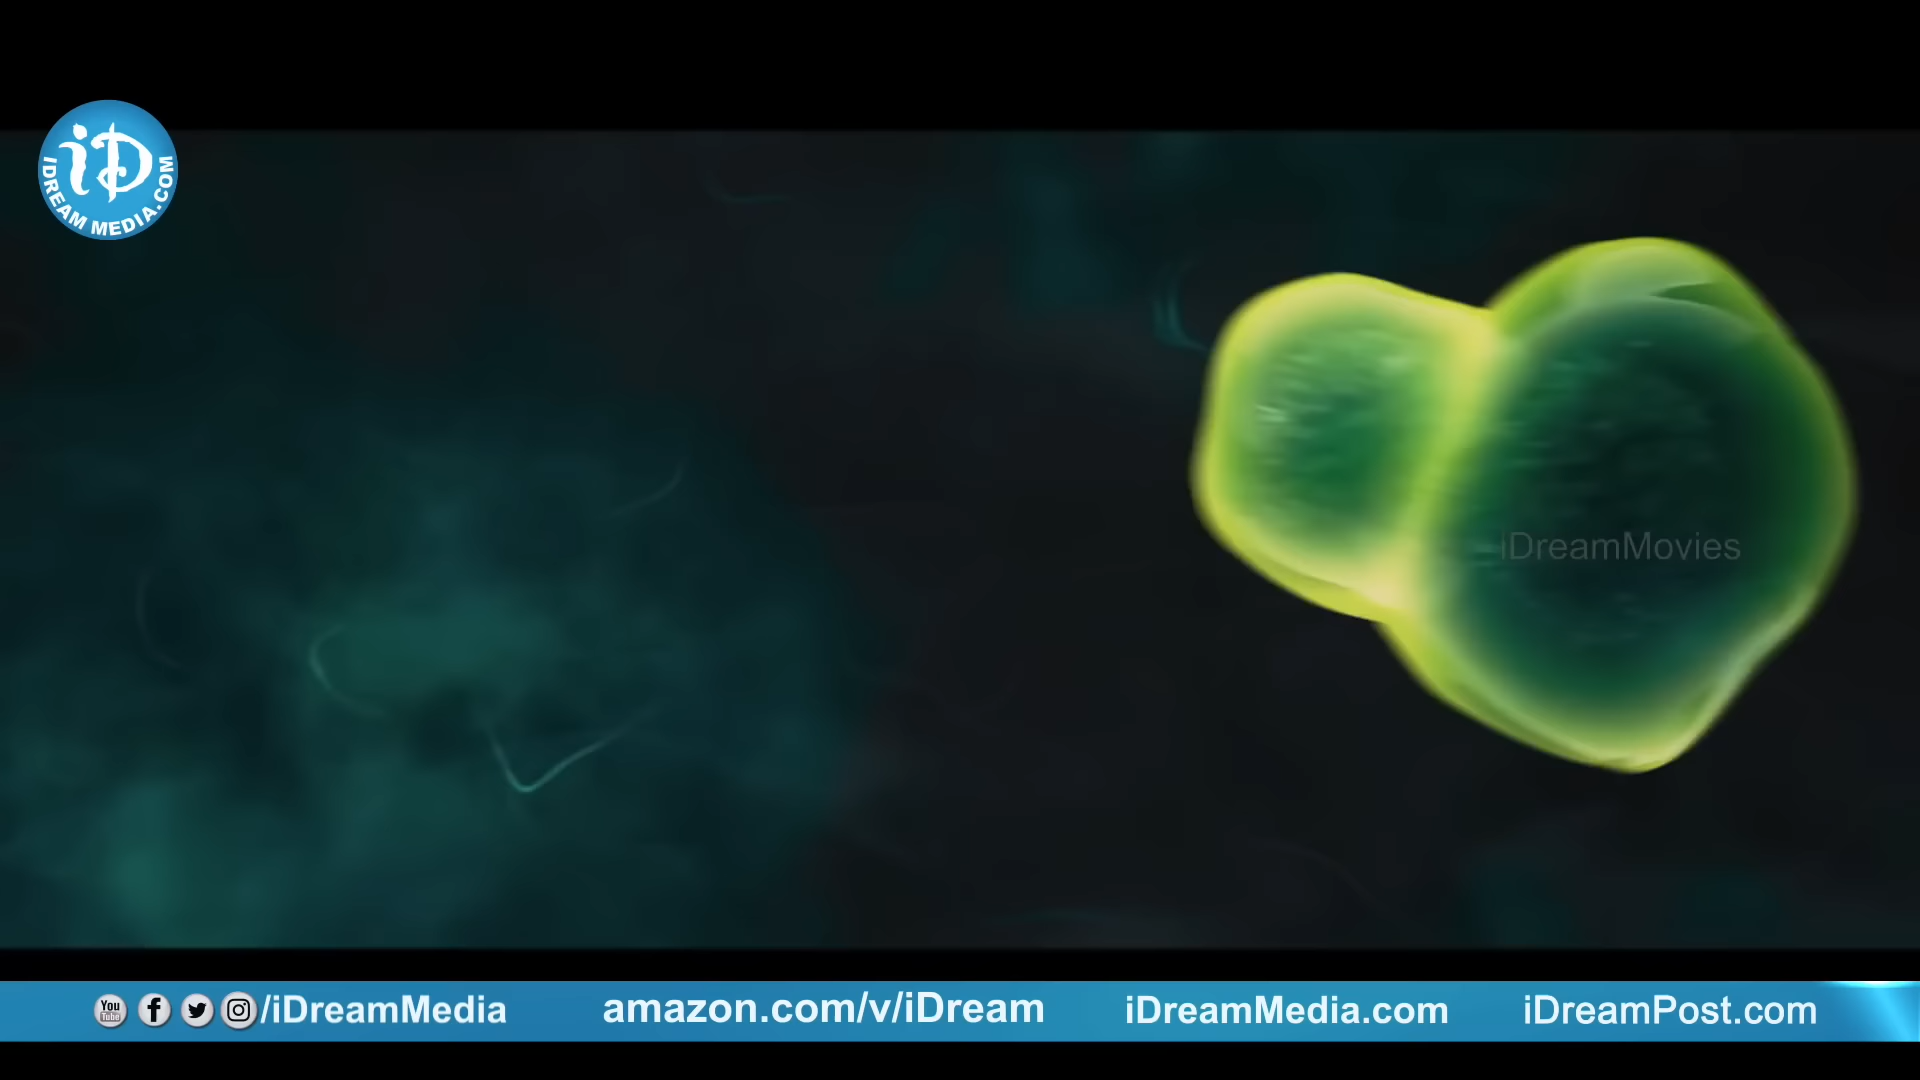 iD
IDREAM MEDIA.COM
iDreamMovies
You
Tube
/iDreamMedia
amazon.com/v/iDream
iDreamMedia.com
iDreamPost.com